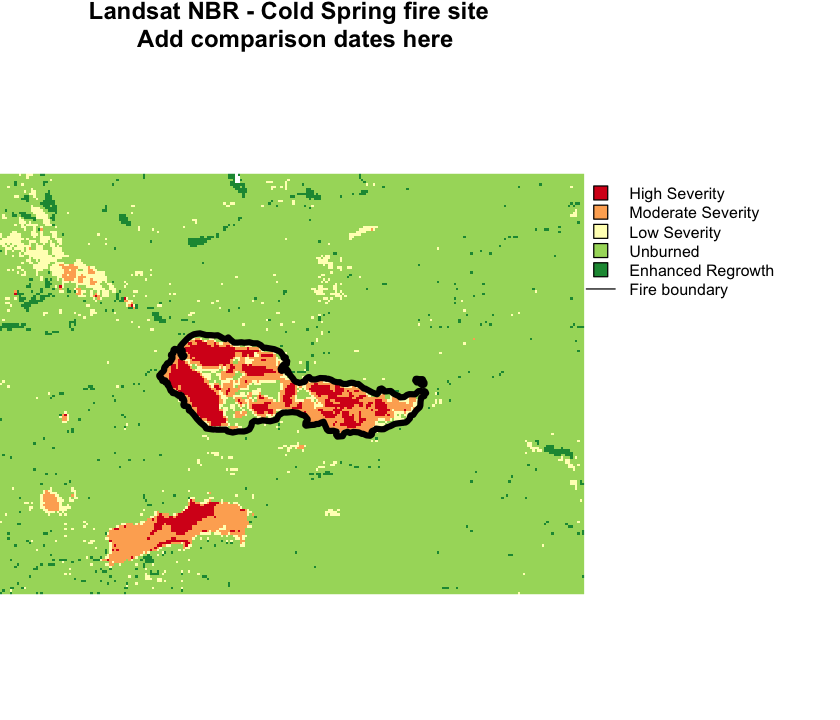 Landsat NBR - Cold Spring fire site
Add comparison dates here
High Severity
Moderate Severity
Low Severity
Unburned
Enhanced Regrowth
Fire boundary